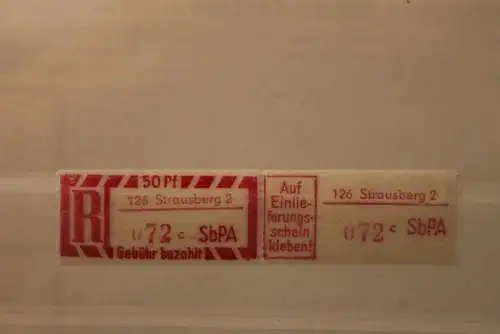 50 Pf
R
126 Strausberg 2
072 c SbPA
Gebühr bezahlt
Auf
Einlie-
ferungs-
schein
kleben!
126 Strausberg 2
072 c SbPA